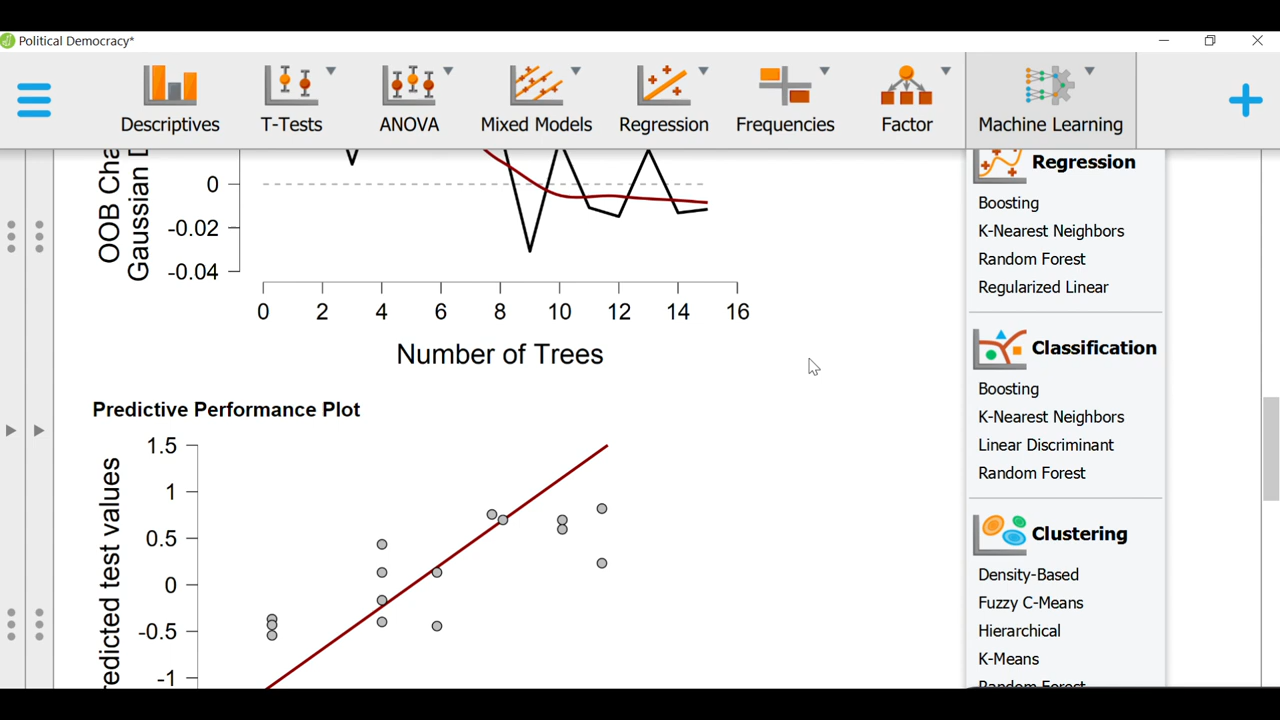 Political Democracy*
Descriptives
T-Tests
ANOVA
Mixed Models
Regression
Frequencies
Factor
Machine Learning
OOB Cha
Gaussian D
0
-0.02
-0.04
0 2 4 6 8 10 12 14 16
Number of Trees
Predictive Performance Plot
edicted test values
1.5
1
0.5
0
-0.5
-1
Regression
Boosting
K-Nearest Neighbors
Random Forest
Regularized Linear
Classification
Boosting
K-Nearest Neighbors
Linear Discriminant
Random Forest
Clustering
Density-Based
Fuzzy C-Means
Hierarchical
K-Means
Random Forest